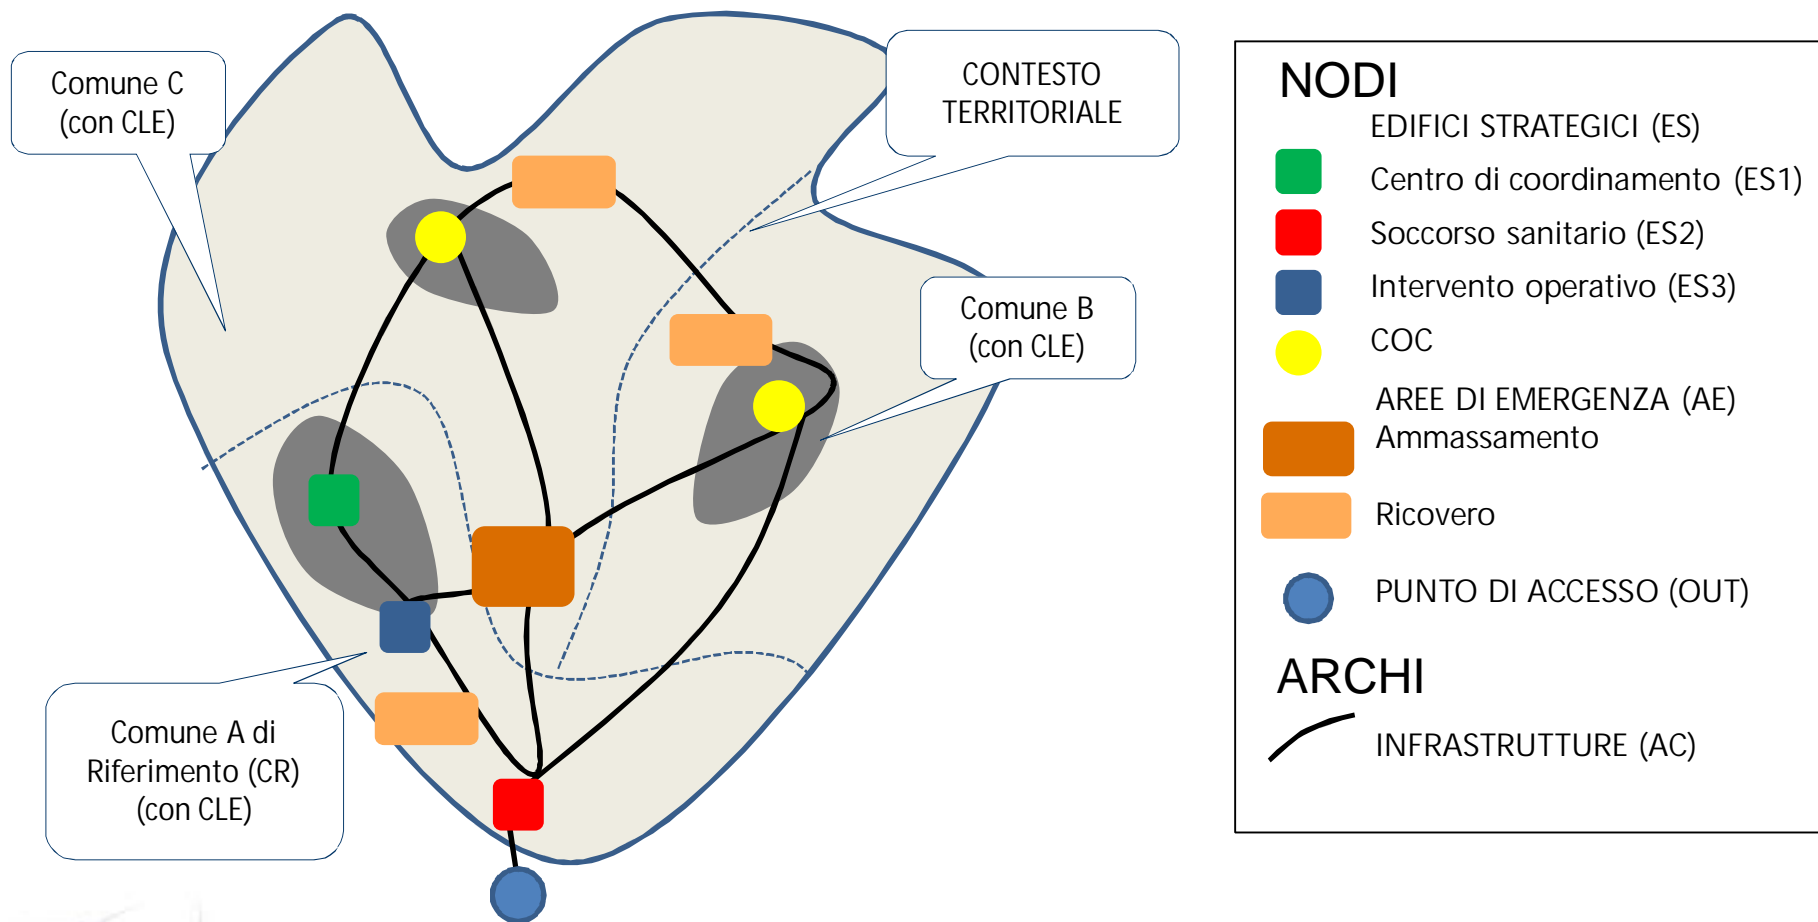 Comune C
(con CLE)
CONTESTO
TERRITORIALE
Comune B
(con CLE)
Comune A di
Riferimento (CR)
(con CLE)
NODI
EDIFICI STRATEGICI (ES)
Centro di coordinamento (ES1)
Soccorso sanitario (ES2)
Intervento operativo (ES3)
COC
AREE DI EMERGENZA (AE)
Ammassamento
Ricovero
PUNTO DI ACCESSO (OUT)
ARCHI
INFRASTRUTTURE (AC)